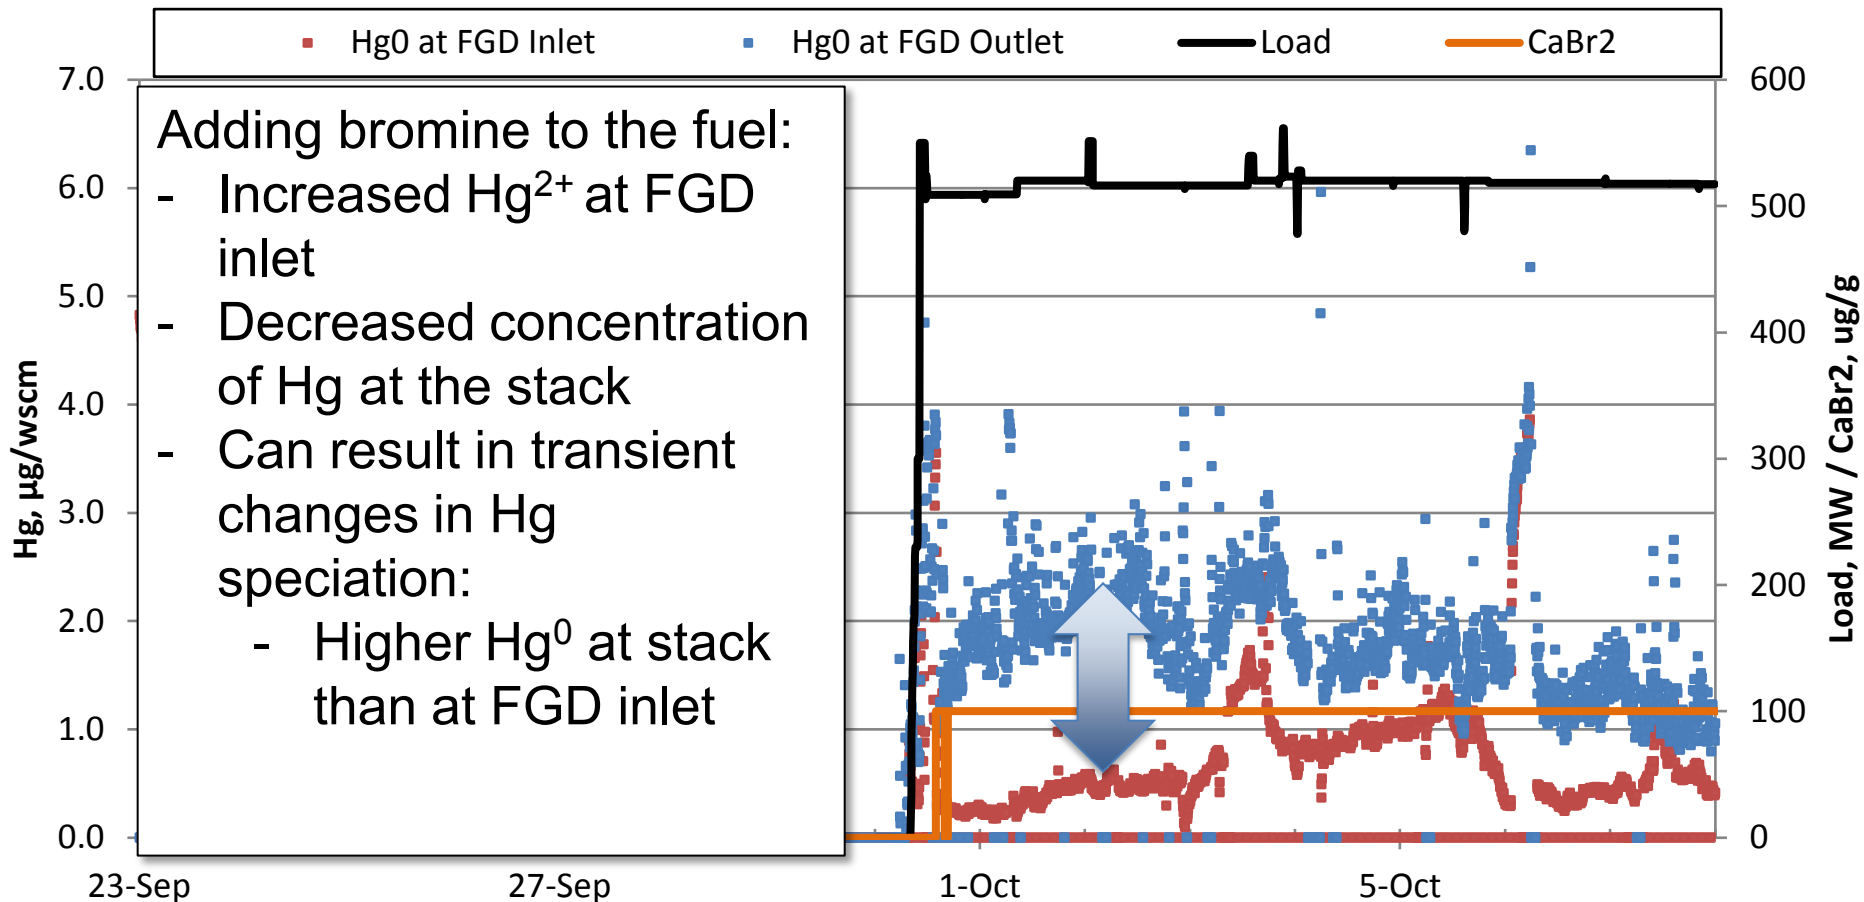 Hg0 at FGD Inlet Hg0 at FGD Outlet Load CaBr2
7.0
6.0
5.0
4.0
3.0
2.0
1.0
0.0
Hg, µg/wscm
Adding bromine to the fuel:
- Increased Hg²⁺ at FGD
inlet
- Decreased concentration
of Hg at the stack
- Can result in transient
changes in Hg
speciation:
- Higher Hg⁰ at stack
than at FGD inlet
600
500
400
300
200
100
0
Load, MW / CaBr2, ug/g
23-Sep 27-Sep 1-Oct 5-Oct